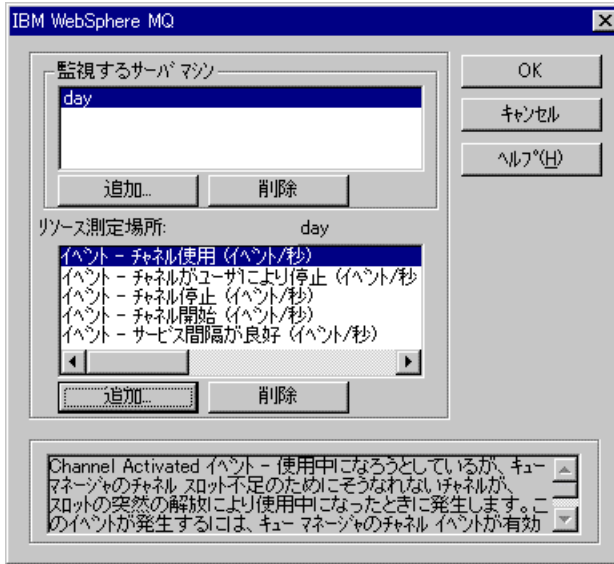 IBM WebSphere MQ
監視するサーバ マシン
day
追加...
削除
OK
キャンセル
ヘルプ(H)
リソース測定場所:
day
イベント - チャネル使用 (イベント/秒)
イベント - チャネルがユーザにより停止 (イベント/秒
イベント - チャネル停止 (イベント/秒)
イベント - チャネル開始 (イベント/秒)
イベント - サービス間隔が良好 (イベント/秒)
追加...
削除
Channel Activated イベント - 使用中になろうとしているが、キュー
マネージャのチャネル スロット不足のためにそうなれないチャネルが、
スロットの突然の解放により使用中になったときに発生します。こ
のイベントが発生するには、キュー マネージャのチャネル イベントが有効